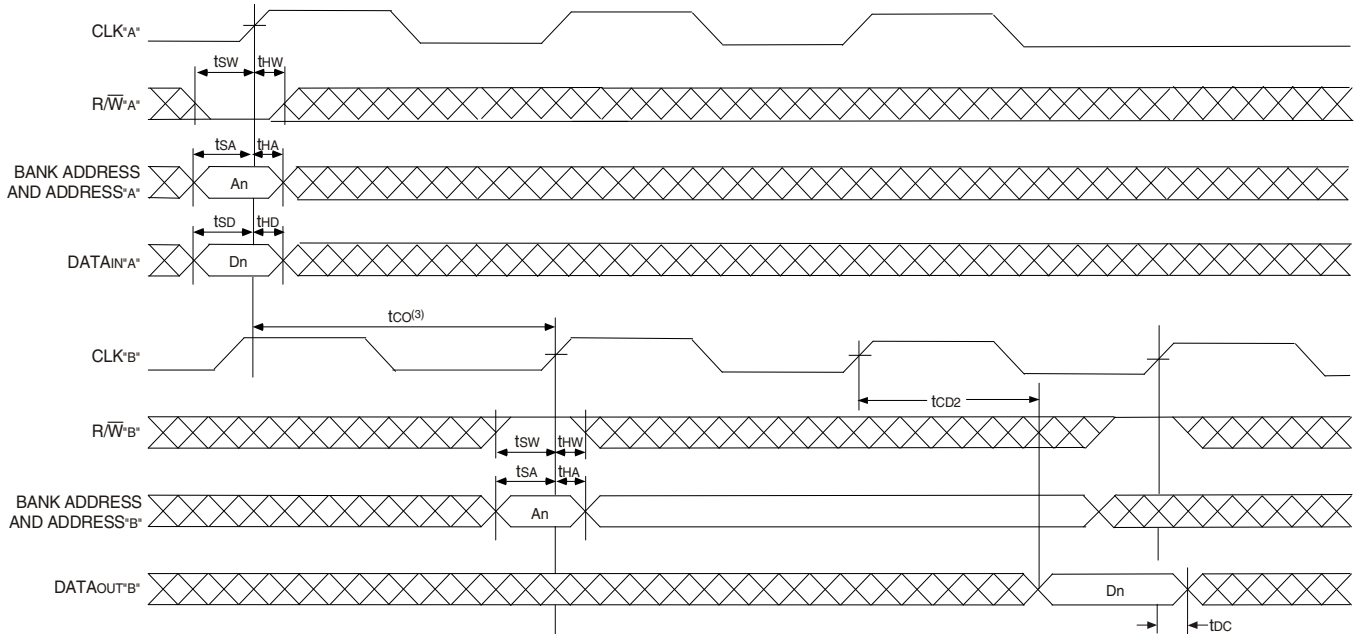 CLK"A"
tSW tHW
R/W"A"
tSA tHA
BANK ADDRESS
AND ADDRESS"A"
An
tSD tHD
DATAIN"A"
Dn
tCO(3)
CLK"B"
tCD2
R/W"B"
tSW tHW
tSA tHA
BANK ADDRESS
AND ADDRESS"B"
An
DATAOUT"B"
Dn
tDC